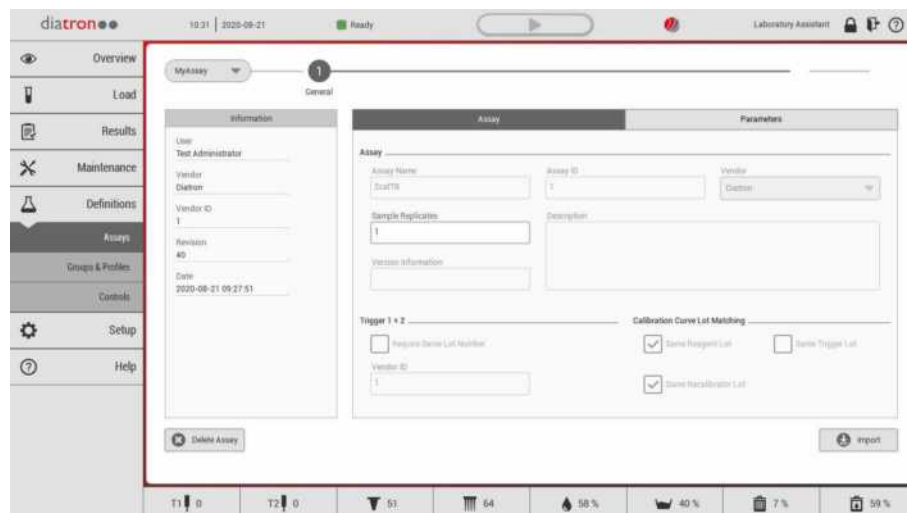 diatron
10:31 | 2020-09-21
Ready
Laboratory Assistant
Overview
Load
Results
Maintenance
Definitions
Assays
Groups & Profiles
Controls
Setup
Help
MyAssay
1
General
Information
User
Test Administrator
Vendor
Diatron
Vendor ID
1
Revision
40
Date
2020-08-21 09:27:51
Assay
Parameters
Assay
Assay Name
Assay ID
1
Vendor
Diatron
Sample Replicates
1
Description
Version Information
Trigger 1 + 2
Require Same Lot Number
Vendor ID
1
Calibration Curve Lot Matching
Same Reagent Lot
Same Trigger Lot
Same Recalibrator Lot
Delete Assay
Import
T1 0
T2 0
51
64
58 %
40 %
7 %
59 %